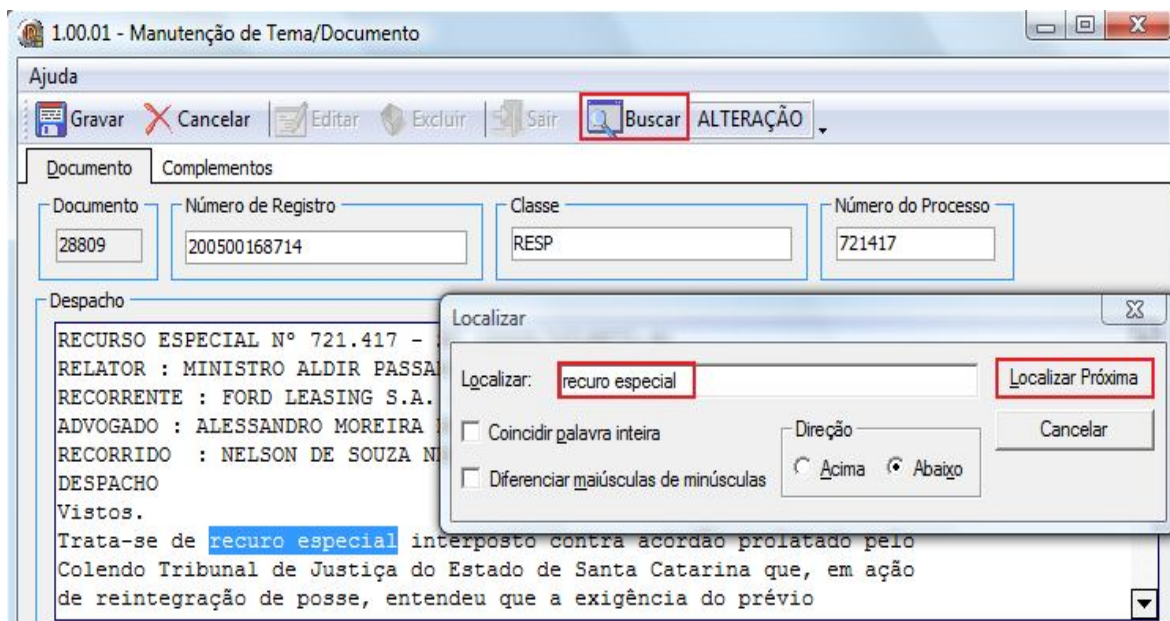 1.00.01 - Manutenção de Tema/Documento
Ajuda
Gravar Cancelar Editar Excluir Sair Buscar ALTERAÇÃO
Documento Complementos
Documento Número de Registro Classe Número do Processo
28809 200500168714 RESP 721417
Despacho
RECURSO ESPECIAL Nº 721.417 -
RELATOR : MINISTRO ALDIR
RECORRENTE : FORD LEASING S.A.
ADVOGADO : ALESSANDRO MOREIRA
RECORRIDO : NELSON DE SOUZA
DESPACHO
Vistos.
Trata-se de recuro especial interposto contra acórdão prolatado pelo
Colendo Tribunal de Justiça do Estado de Santa Catarina que, em ação
de reintegração de posse, entendeu que a exigência do prévio
Localizar
Localizar: recuro especial Localizar Próxima
Coincidir palavra inteira
Diferenciar maiúsculas de minúsculas
Direção
Acima Abaixo
Cancelar